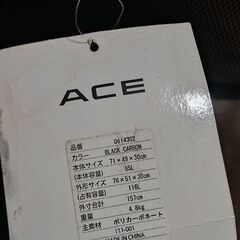 ACE
品番 0614302
カラー BLACK CARBON
本体サイズ 71×49×30cm
(本体容量) 85L
外形サイズ 76×51×30cm
(占有容量) 116L
外寸合計 157cm
重量 4.8kg
主素材 ポリカーボネート
111-001
MADE IN CHINA